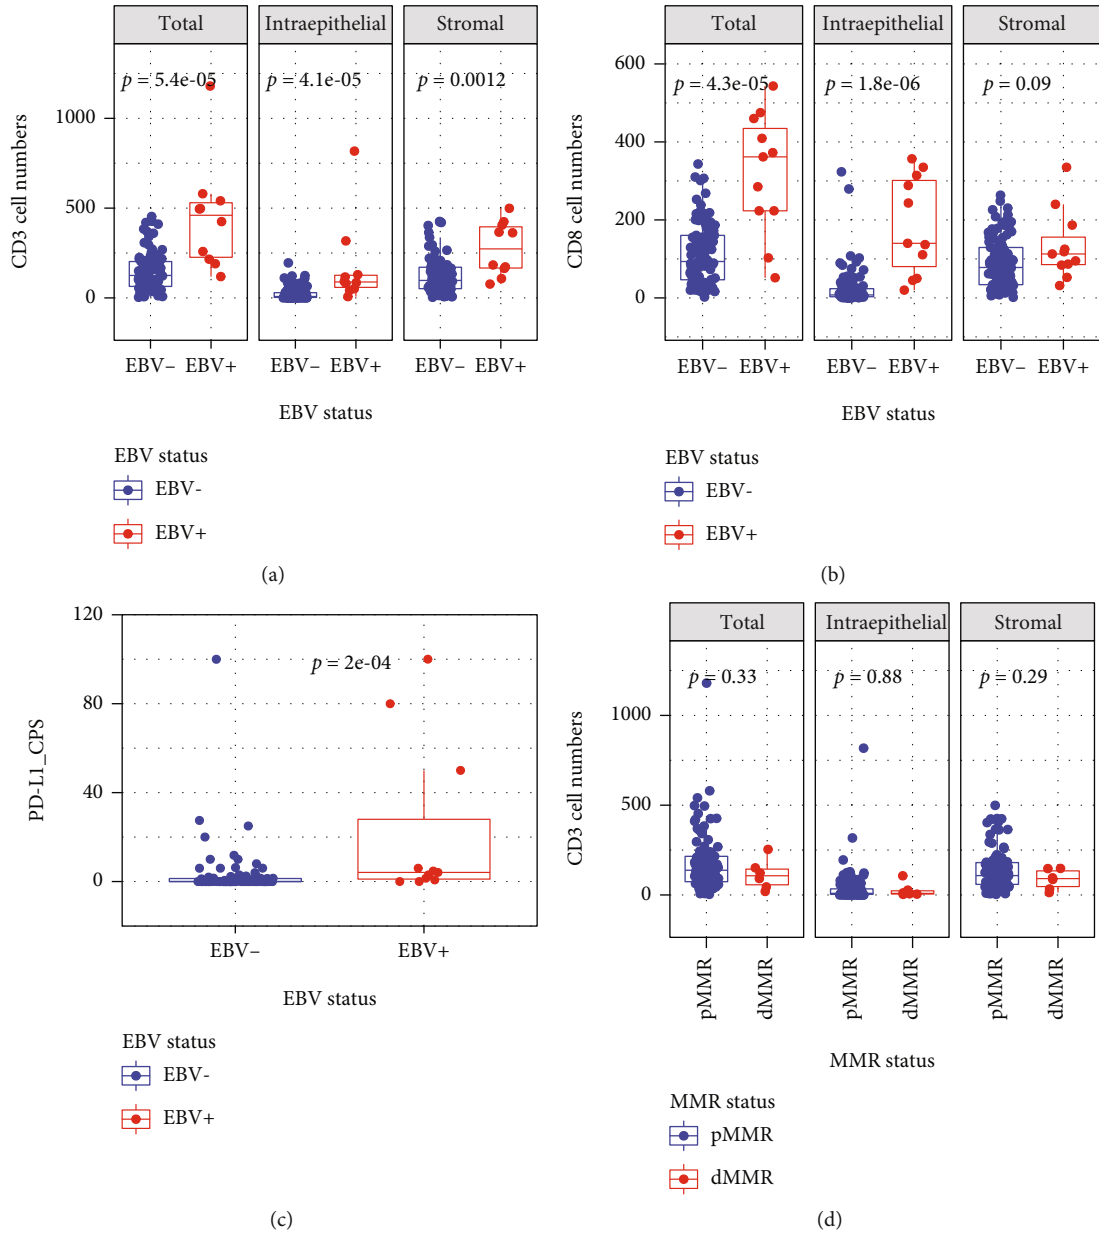 Total Intraepithelial Stromal
p = 5.4e-05 p = 4.1e-05 p = 0.0012
CD3 cell numbers
1000
500
0
EBV– EBV+ EBV– EBV+ EBV– EBV+
EBV status
EBV status
EBV-
EBV+
(a)
Total Intraepithelial Stromal
p = 4.3e-05 p = 1.8e-06 p = 0.09
CD8 cell numbers
600
400
200
0
EBV– EBV+ EBV– EBV+ EBV– EBV+
EBV status
EBV status
EBV-
EBV+
(b)
120
80
40
0
PD-L1_CPS
p = 2e-04
EBV– EBV+
EBV status
EBV status
EBV-
EBV+
(c)
Total Intraepithelial Stromal
p = 0.33 p = 0.88 p = 0.29
CD3 cell numbers
1000
500
0
pMMR dMMR pMMR dMMR pMMR dMMR
MMR status
MMR status
pMMR
dMMR
(d)